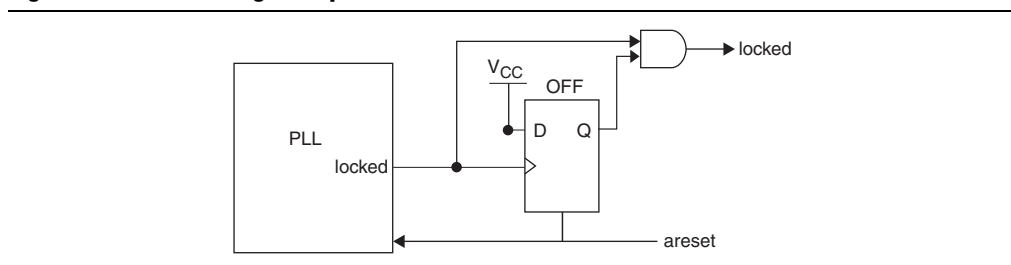 locked
VCC
OFF
D Q
PLL
locked
areset